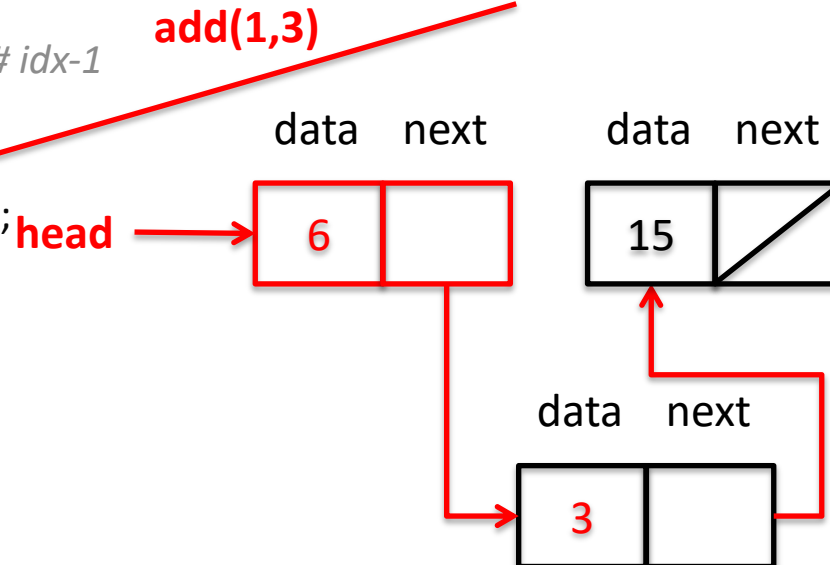 add(1,3)
# idx-1
data next data next
; head 6 15
data next
3